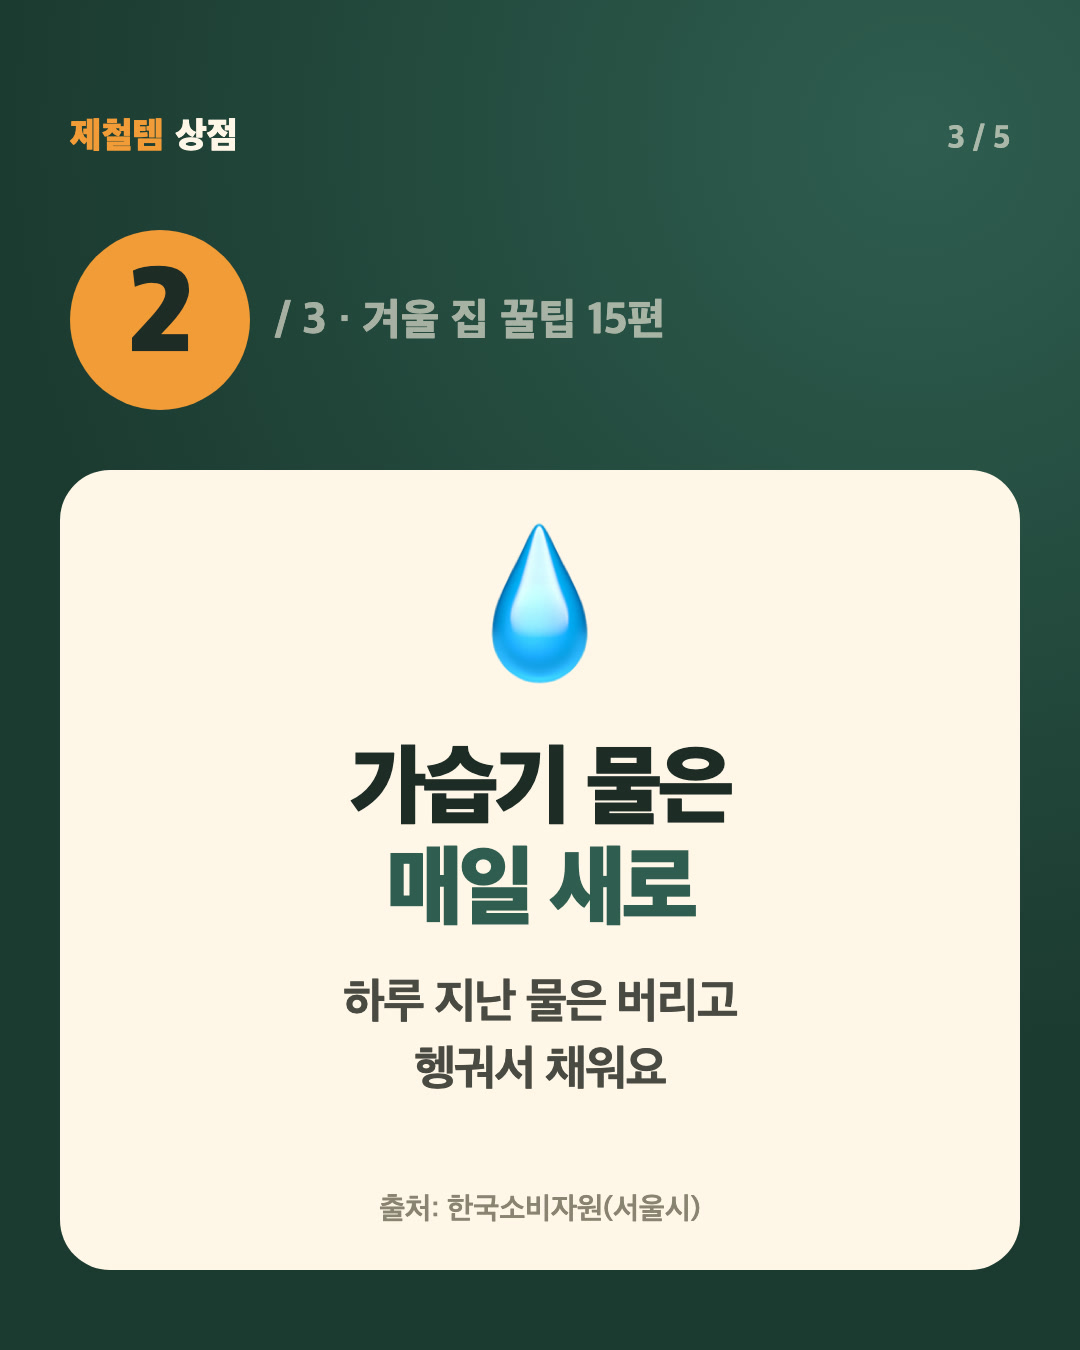 제철템 상점
3 / 5
2
/ 3 · 겨울 집 꿀팁 15편
가습기 물은
매일 새로
하루 지난 물은 버리고
헹궈서 채워요
출처: 한국소비자원(서울시)